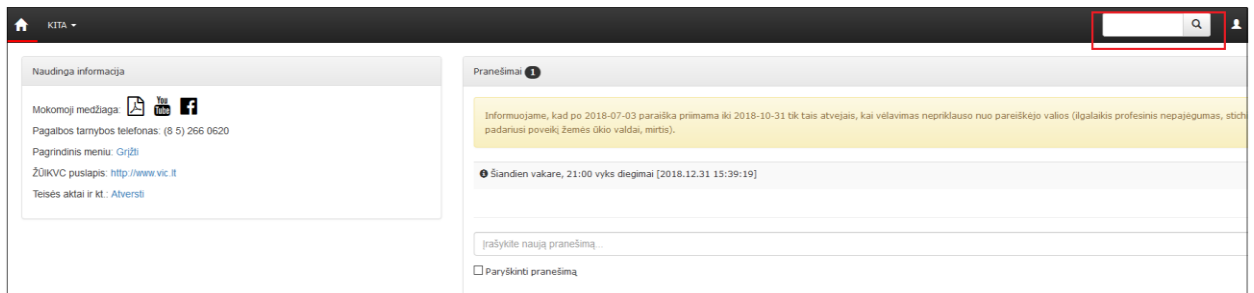 KITA
Naudinga informacija
Mokomoji medžiaga: You Tube
Pagalbos tarnybos telefonas: (8 5) 266 0620
Pagrindinis meniu: Grįžti
ŽŪIKVC puslapis: http://www.vic.lt
Teisės aktai ir kt.: Atversti
Pranešimai 1
Informuojame, kad po 2018-07-03 paraiška priimama iki 2018-10-31 tik tais atvejais, kai vėlavimas nepriklauso nuo pareiškėjo valios (ilgalaikis profesinis nepajėgumas, stichi
padariusi poveikį žemės ūkio valdai, mirtis).
Šiandien vakare, 21:00 vyks diegimai [2018.12.31 15:39:19]
Įrašykite naują pranešimą...
Paryškinti pranešimą